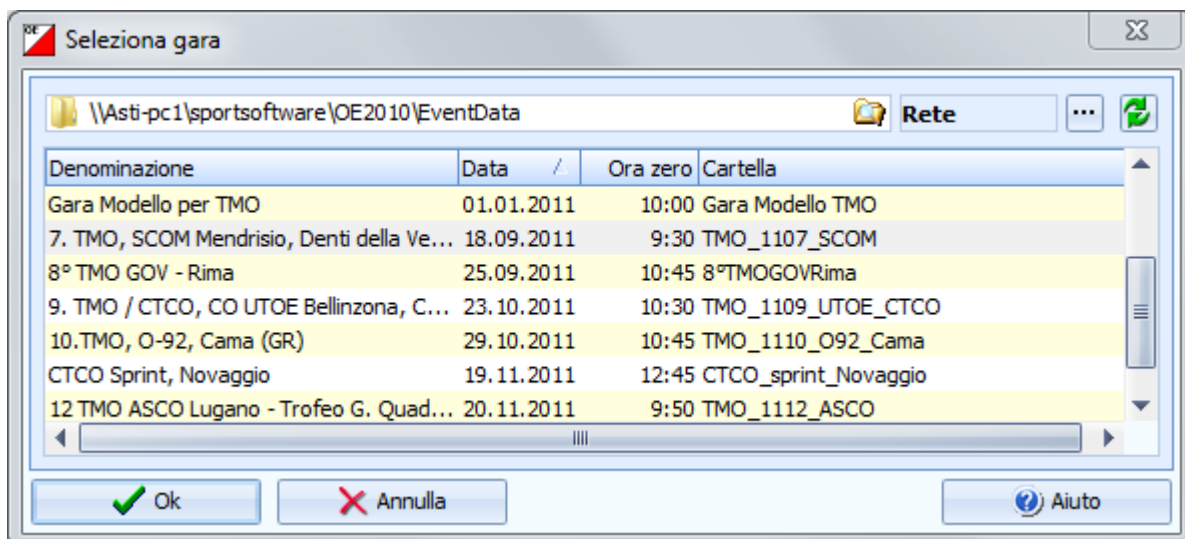 OE Seleziona gara
\\Asti-pc1\sportsoftware\OE2010\EventData Rete ...
Denominazione Data Ora zero Cartella
Gara Modello per TMO 01.01.2011 10:00 Gara Modello TMO
7. TMO, SCOM Mendrisio, Denti della Ve... 18.09.2011 9:30 TMO_1107_SCOM
8° TMO GOV - Rima 25.09.2011 10:45 8°TMOGOVRima
9. TMO / CTCO, CO UTOE Bellinzona, C... 23.10.2011 10:30 TMO_1109_UTOE_CTCO
10.TMO, O-92, Cama (GR) 29.10.2011 10:45 TMO_1110_O92_Cama
CTCO Sprint, Novaggio 19.11.2011 12:45 CTCO_sprint_Novaggio
12 TMO ASCO Lugano - Trofeo G. Quad... 20.11.2011 9:50 TMO_1112_ASCO
Ok Annulla Aiuto